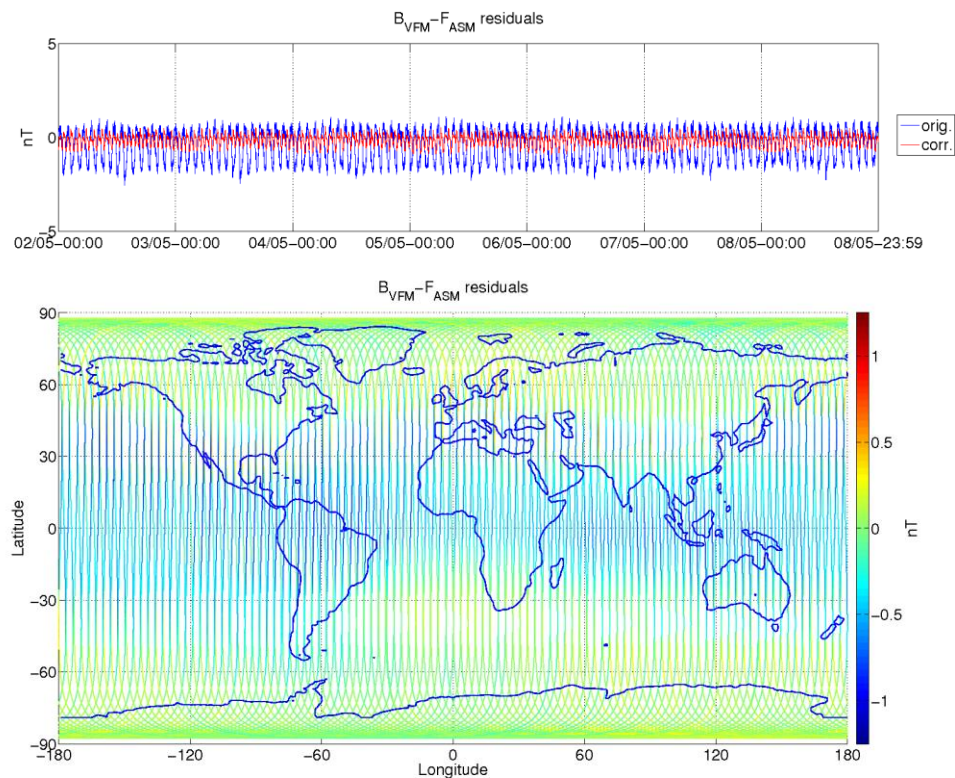 B_VFM−F_ASM residuals
5
0
−5
nT
02/05−00:00 03/05−00:00 04/05−00:00 05/05−00:00 06/05−00:00 07/05−00:00 08/05−00:00 08/05−23:59
orig.
corr.
B_VFM−F_ASM residuals
90
60
30
0
−30
−60
−90
Latitude
−180 −120 −60 0 60 120 180
Longitude
1
0.5
0
−0.5
−1
nT